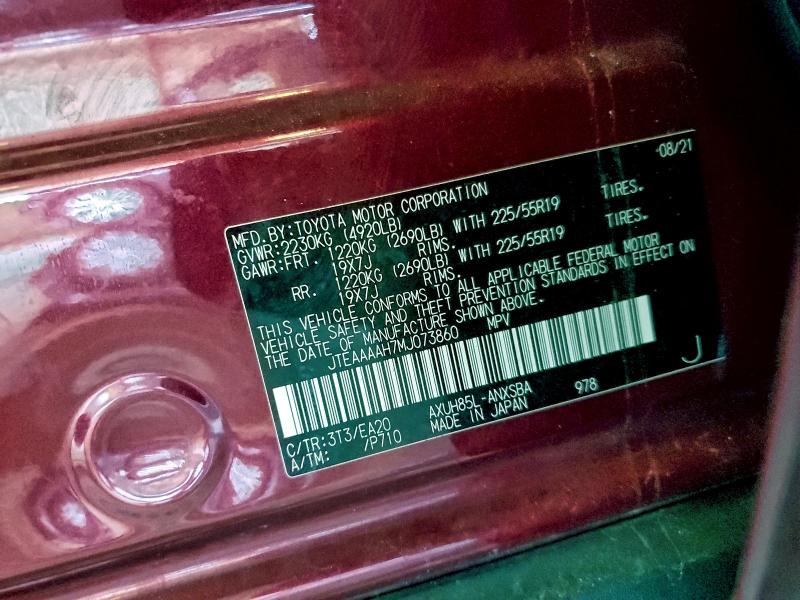 08/21
MFD.BY:TOYOTA MOTOR CORPORATION
GVWR:2230KG (4920LB)
GAWR:FRT. 1220KG (2690LB) WITH 225/55R19 TIRES.
19X7J RIMS.
RR. 1220KG (2690LB) WITH 225/55R19 TIRES.
19X7J RIMS.
THIS VEHICLE CONFORMS TO ALL APPLICABLE FEDERAL MOTOR
VEHICLE SAFETY AND THEFT PREVENTION STANDARDS IN EFFECT ON
THE DATE OF MANUFACTURE SHOWN ABOVE.
JTEAAAAH7MJ073860 MPV
C/TR:3T3/EA20 AXUH85L-ANXSBA 978
A/TM: /P710 MADE IN JAPAN
J